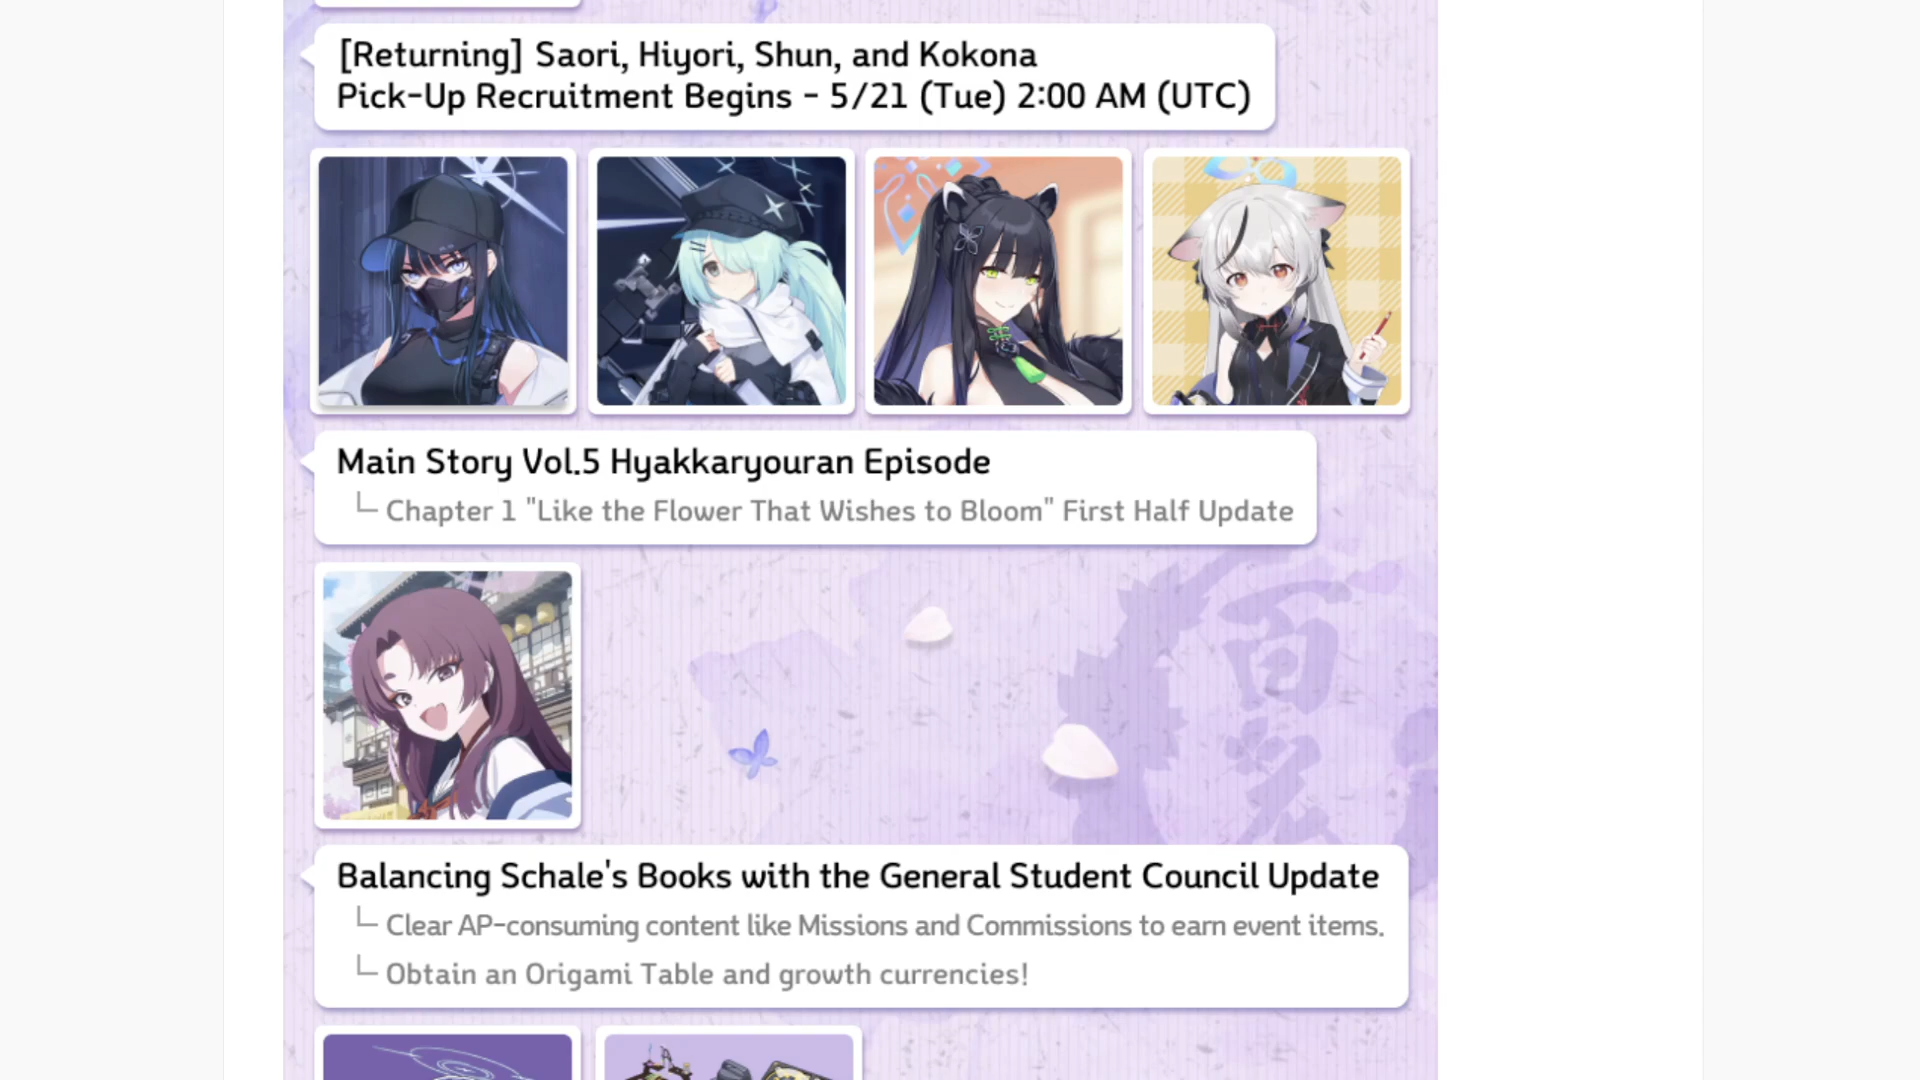 [Returning] Saori, Hiyori, Shun, and Kokona
Pick-Up Recruitment Begins - 5/21 (Tue) 2:00 AM (UTC)
Main Story Vol.5 Hyakkaryouran Episode
Chapter 1 "Like the Flower That Wishes to Bloom" First Half Update
百
Balancing Schale's Books with the General Student Council Update
Clear AP-consuming content like Missions and Commissions to earn event items.
Obtain an Origami Table and growth currencies!